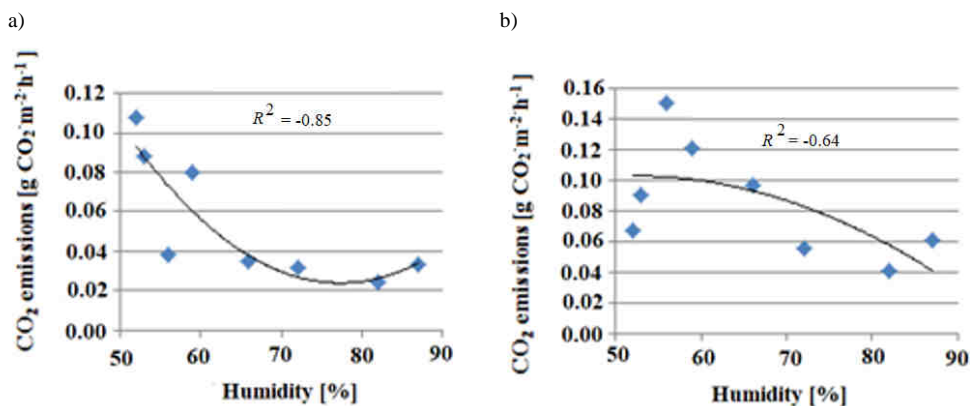 a)
b)
CO₂ emissions [g CO₂·m⁻²·h⁻¹]
0.12
0.10
0.08
0.06
0.04
0.02
0.00
R² = -0.85
50 60 70 80 90
Humidity [%]
CO₂ emissions [g CO₂·m⁻²·h⁻¹]
0.16
0.14
0.12
0.10
0.08
0.06
0.04
0.02
0.00
R² = -0.64
50 60 70 80 90
Humidity [%]